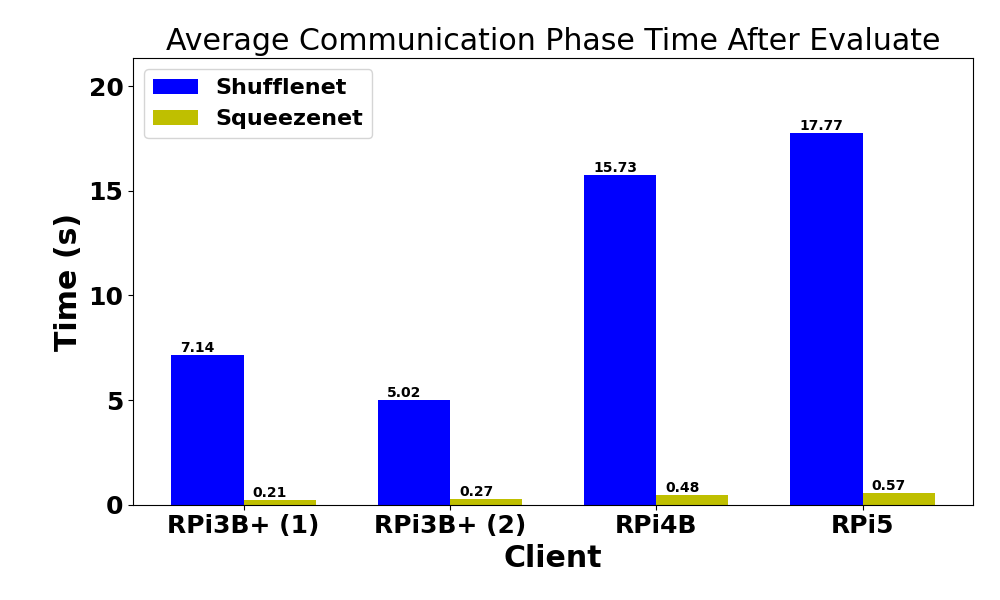 Average Communication Phase Time After Evaluate
Shufflenet
Squeezenet
Time (s)
20
15
10
5
0
7.14
0.21
5.02
0.27
15.73
0.48
17.77
0.57
RPi3B+ (1)
RPi3B+ (2)
RPi4B
RPi5
Client